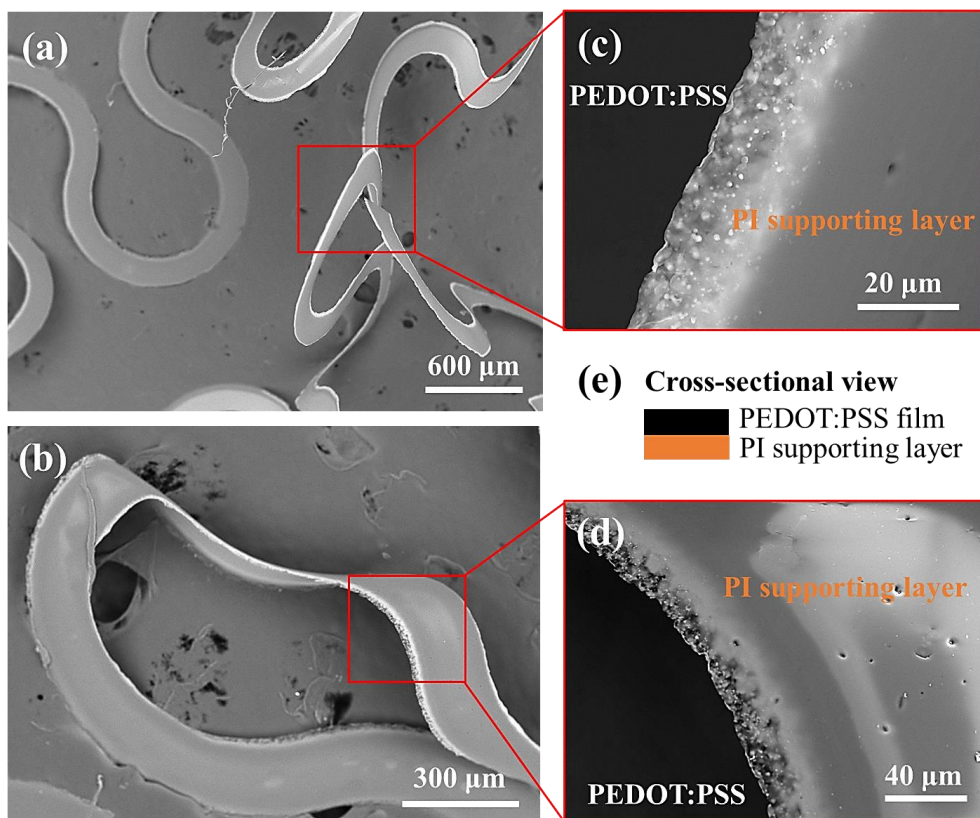 (a)
600 μm
(c)
PEDOT:PSS
PI supporting layer
20 μm
(e) Cross-sectional view
PEDOT:PSS film
PI supporting layer
(b)
300 μm
(d)
PI supporting layer
PEDOT:PSS
40 μm